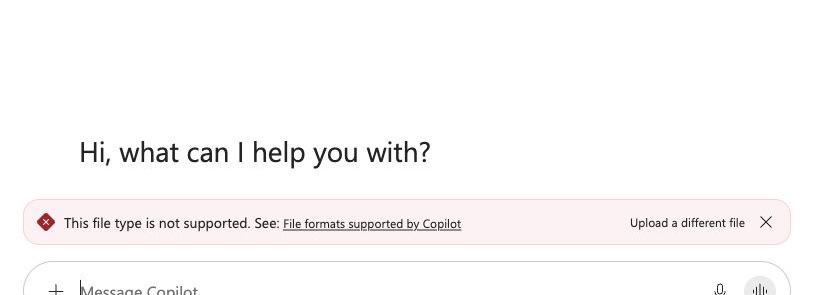 Hi, what can I help you with?
This file type is not supported. See: File formats supported by Copilot Upload a different file
Message Copilot